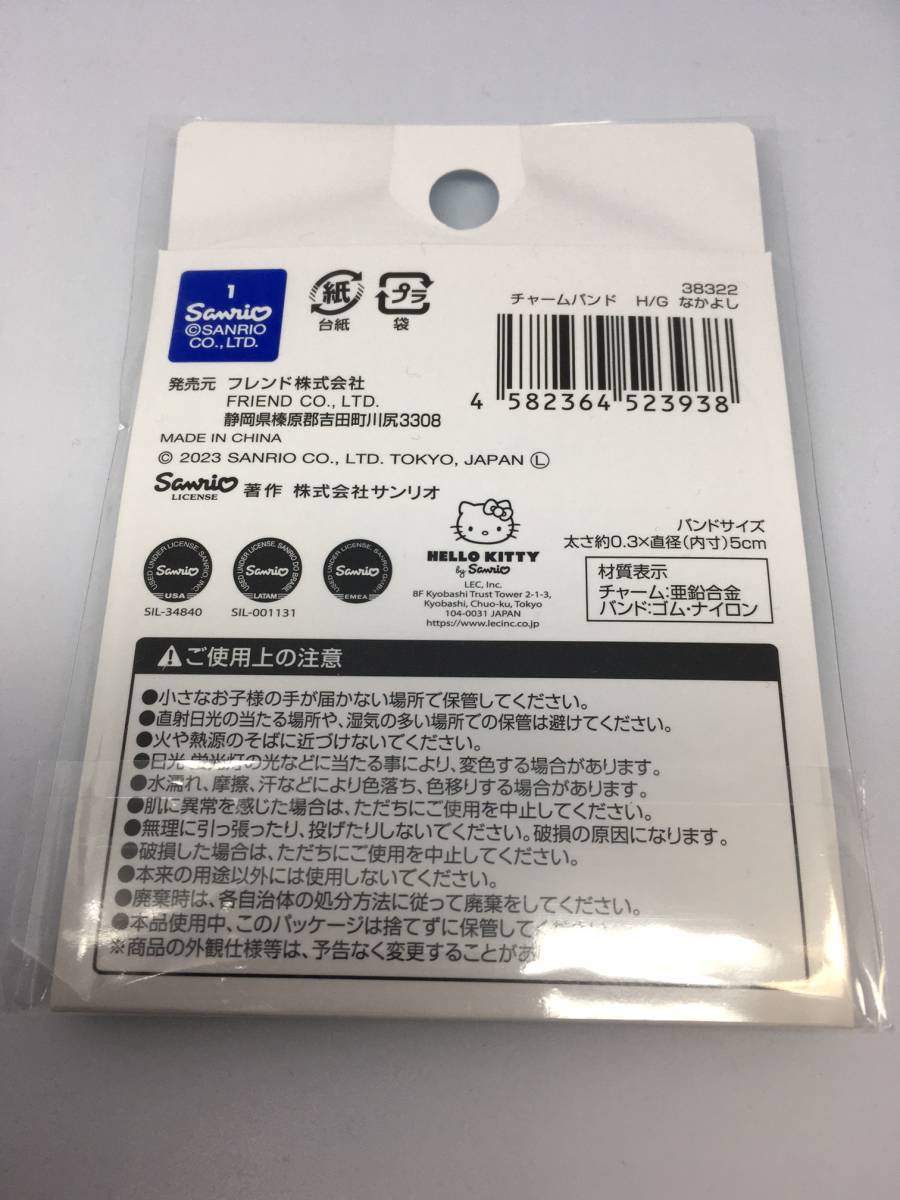 1
Sanrio
©SANRIO
CO., LTD.
紙
台紙
プラ
袋
38322
チャームバンド H/G なかよし
4 582364 523938
発売元 フレンド株式会社
FRIEND CO., LTD.
静岡県榛原郡吉田町川尻3308
MADE IN CHINA
© 2023 SANRIO CO., LTD. TOKYO, JAPAN Ⓛ
Sanrio
LICENSE
著作 株式会社サンリオ
USED UNDER LICENSE, SANRIO, INC.
Sanrio
USA
SIL-34840
USED UNDER LICENSE, SANRIO DO BRASIL
Sanrio
LATAM
SIL-001131
USED UNDER LICENSE, SANRIO GMBH
Sanrio
EMEA
HELLO KITTY
by Sanrio
LEC, Inc.
8F Kyobashi Trust Tower 2-1-3,
Kyobashi, Chuo-ku, Tokyo
104-0031 JAPAN
https://www.lecinc.co.jp
バンドサイズ
太さ約0.3×直径(内寸)5cm
材質表示
チャーム:亜鉛合金
バンド:ゴム・ナイロン
ご使用上の注意
●小さなお子様の手が届かない場所で保管してください。
●直射日光の当たる場所や、湿気の多い場所での保管は避けてください。
●火や熱源のそばに近づけないでください。
●日光・蛍光灯の光などに当たる事により、変色する場合があります。
●水濡れ、摩擦、汗などにより色落ち、色移りする場合があります。
●肌に異常を感じた場合は、ただちにご使用を中止してください。
●無理に引っ張ったり、投げたりしないでください。破損の原因になります。
●破損した場合は、ただちにご使用を中止してください。
●本来の用途以外には使用しないでください。
●廃棄時は、各自治体の処分方法に従って廃棄をしてください。
●本品使用中、このパッケージは捨てずに保管してください
※商品の外観仕様等は、予告なく変更することがあ